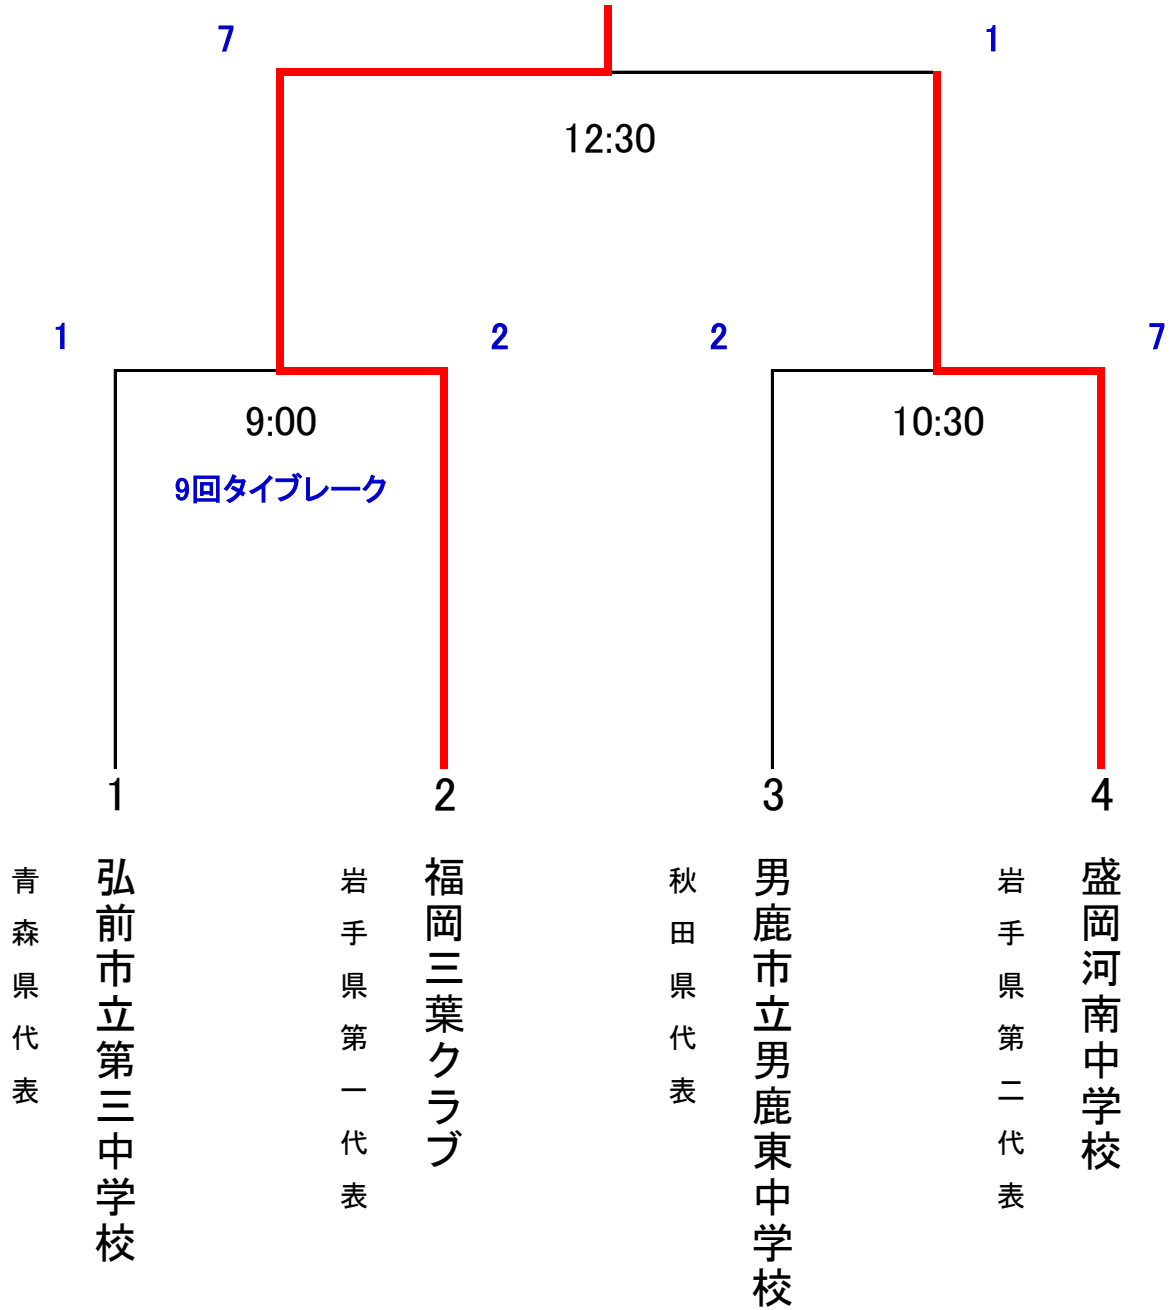 7
1
12:30
1
2
2
7
9:00
10:30
9回タイブレーク
1
2
3
4
青森県代表
弘前市立第三中学校
岩手県第一代表
福岡三葉クラブ
秋田県代表
男鹿市立男鹿東中学校
岩手県第二代表
盛岡河南中学校